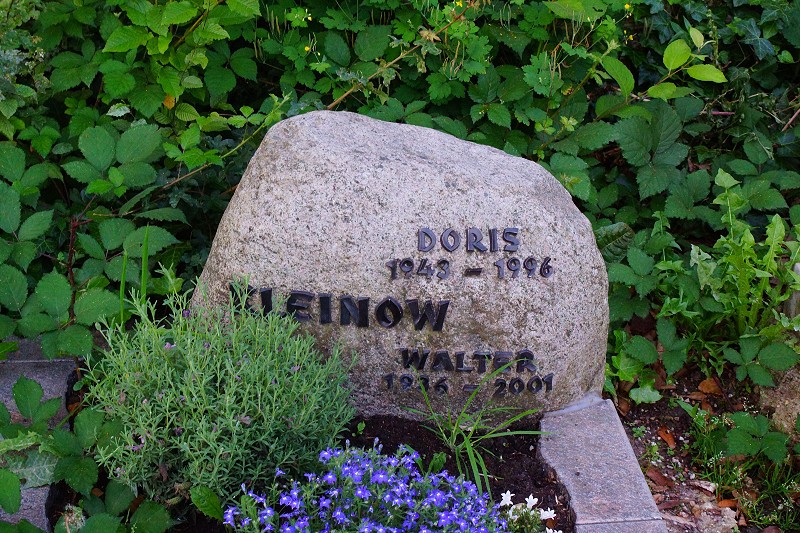 DORIS
1943 - 1996
KLEINOW
WALTER
1936 - 2001